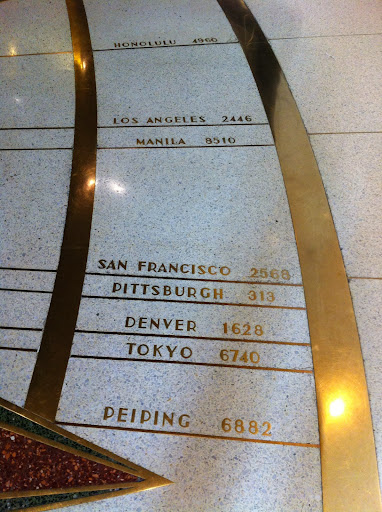 HONOLULU 4960
LOS ANGELES 2446
MANILA 8510
SAN FRANCISCO 2568
PITTSBURGH 313
DENVER 1628
TOKYO 6740
PEIPING 6882